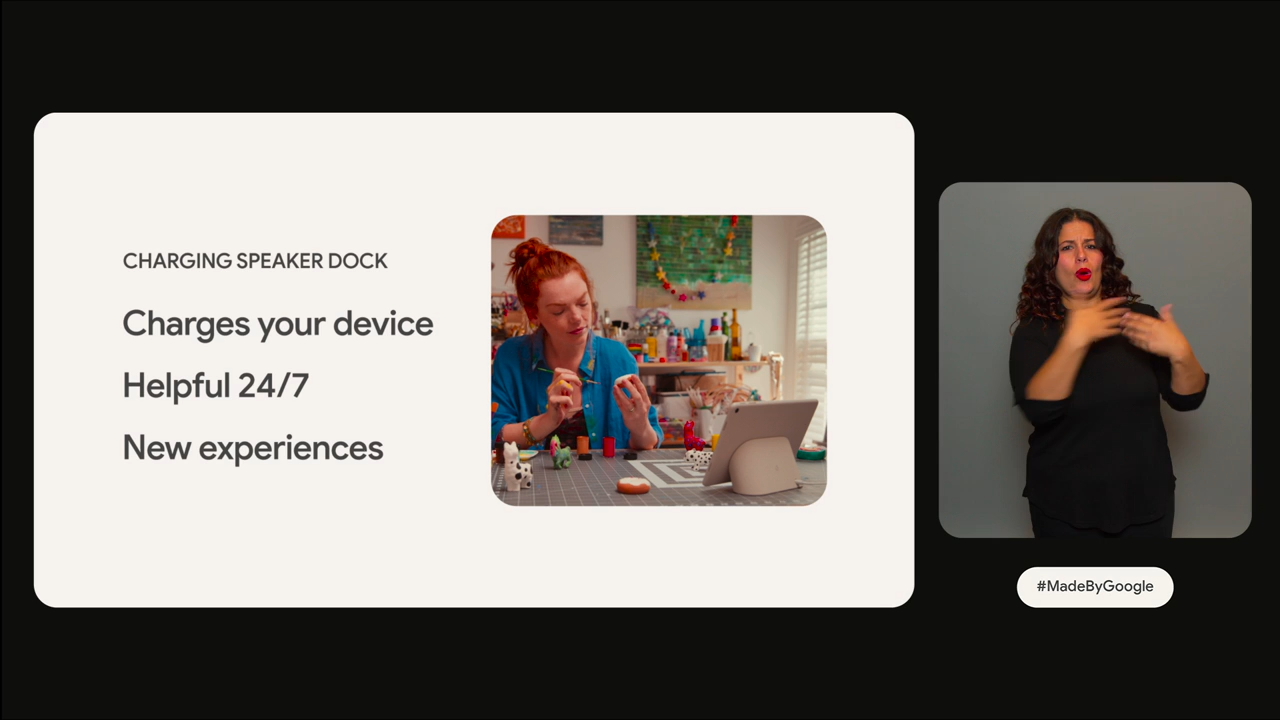 CHARGING SPEAKER DOCK
Charges your device
Helpful 24/7
New experiences
#MadeByGoogle